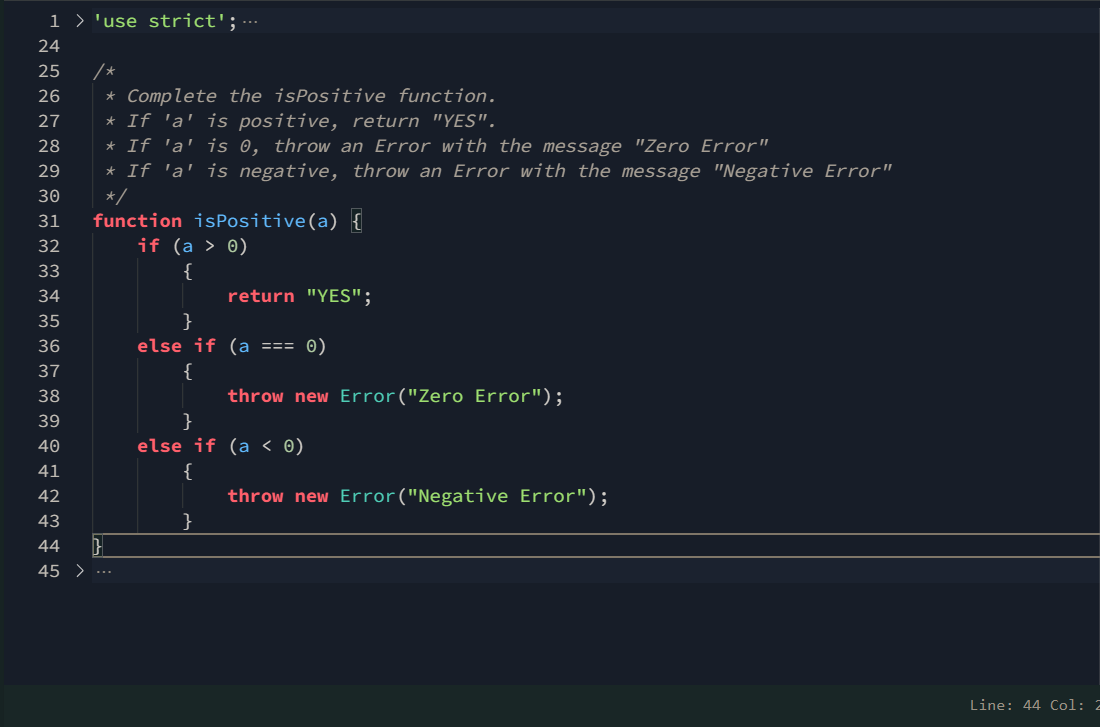 1 > 'use strict'; ···
24
25 /*
26  * Complete the isPositive function.
27  * If 'a' is positive, return "YES".
28  * If 'a' is 0, throw an Error with the message "Zero Error"
29  * If 'a' is negative, throw an Error with the message "Negative Error"
30  */
31 function isPositive(a) {
32     if (a > 0)
33         {
34             return "YES";
35         }
36     else if (a === 0)
37         {
38             throw new Error("Zero Error");
39         }
40     else if (a < 0)
41         {
42             throw new Error("Negative Error");
43         }
44 }
45 > ···
Line: 44 Col: